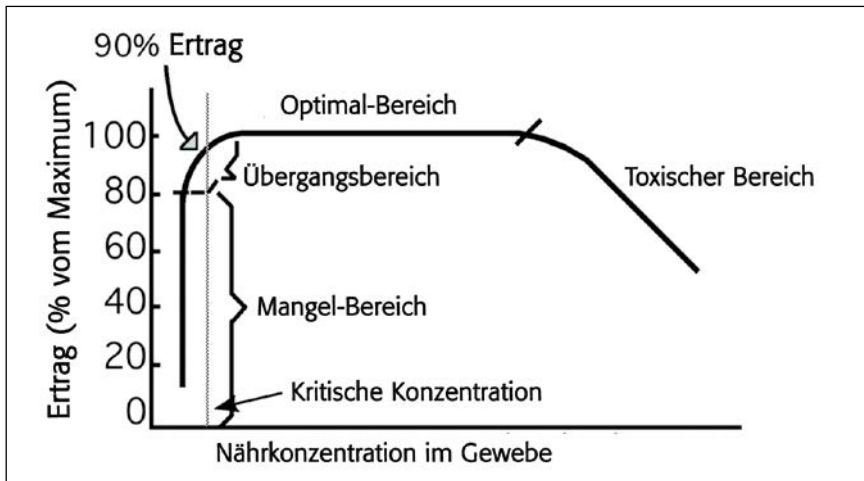 90% Ertrag
Optimal-Bereich
100
Übergangsbereich
Toxischer Bereich
80
60
40
Mangel-Bereich
20
Kritische Konzentration
0
Ertrag (% vom Maximum)
Nährkonzentration im Gewebe